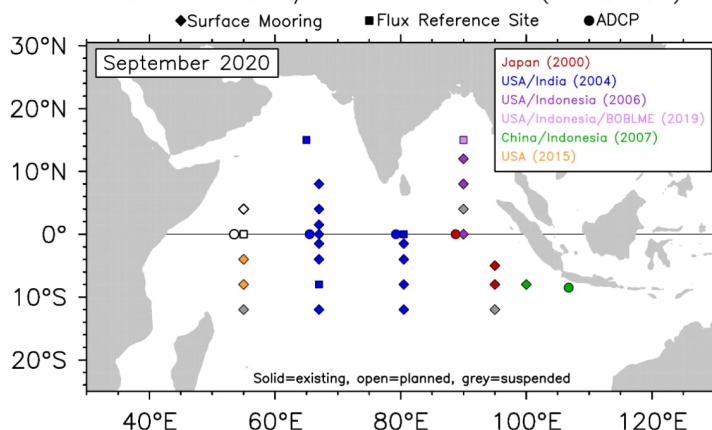 Surface Mooring Flux Reference Site ADCP
30°N
September 2020
Japan (2000)
USA/India (2004)
20°N
USA/Indonesia (2006)
USA/Indonesia/BOBLME (2019)
China/Indonesia (2007)
10°N
USA (2015)
0°
10°S
20°S
Solid=existing, open=planned, grey=suspended
40°E 60°E 80°E 100°E 120°E